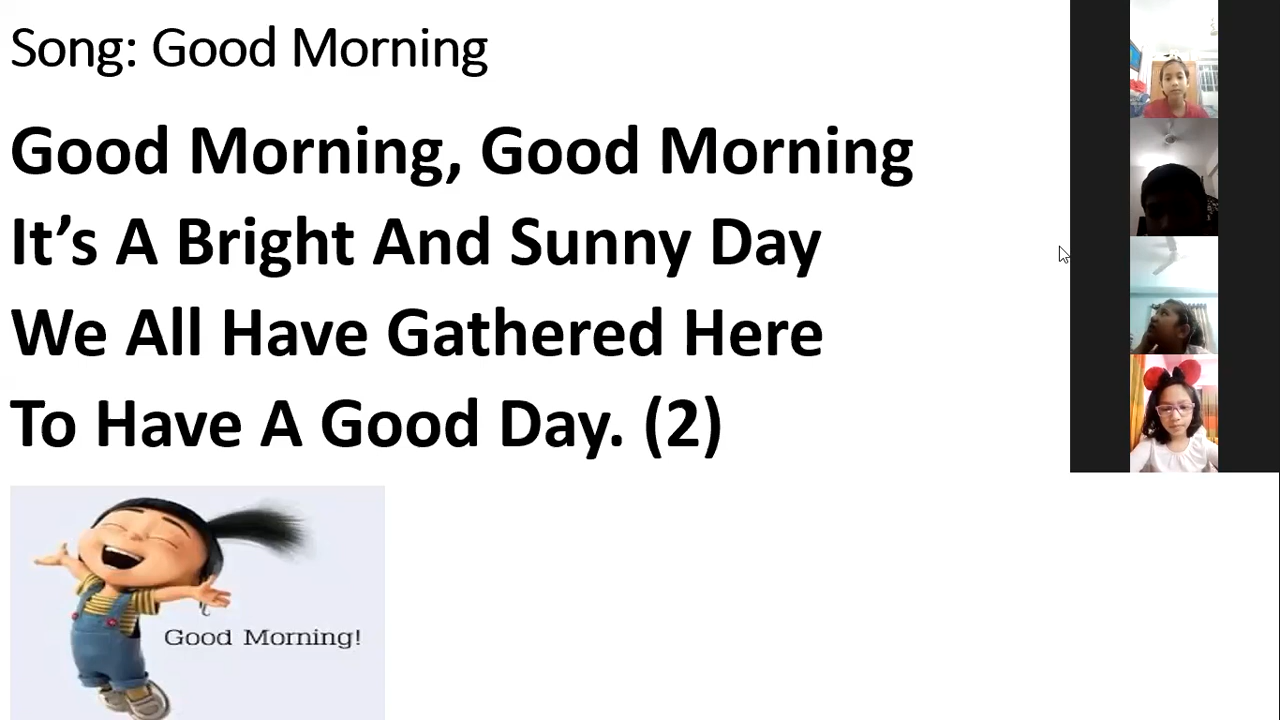 Song: Good Morning
Good Morning, Good Morning
It’s A Bright And Sunny Day
We All Have Gathered Here
To Have A Good Day. (2)
Good Morning!